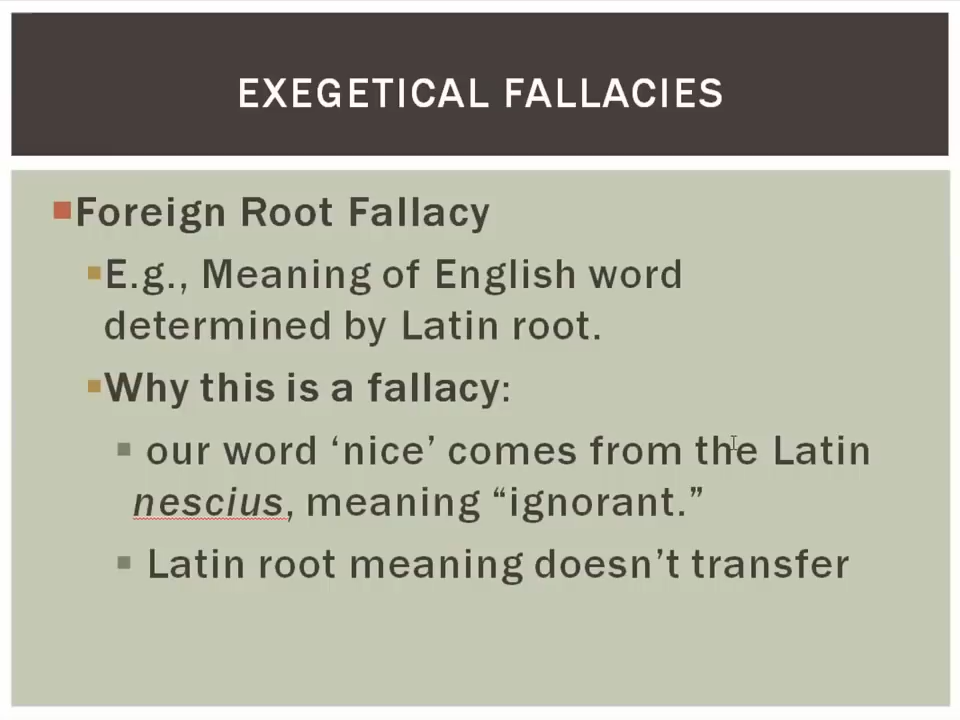 EXEGETICAL FALLACIES
Foreign Root Fallacy
E.g., Meaning of English word
determined by Latin root.
Why this is a fallacy:
our word ‘nice’ comes from the Latin
nescius, meaning “ignorant.”
Latin root meaning doesn’t transfer